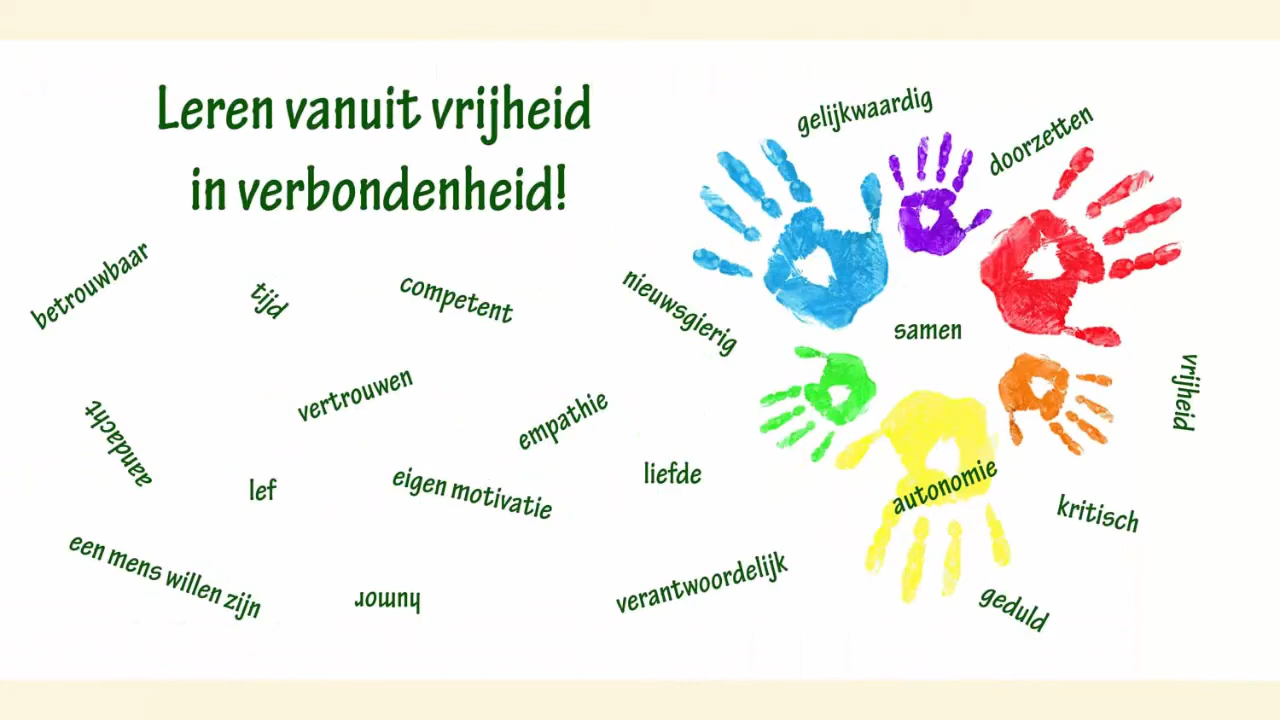 Leren vanuit vrijheid
in verbondenheid!
gelijkwaardig
doorzetten
betrouwbaar
tijd
competent
nieuwsgierig
samen
vrijheid
vertrouwen
empathie
aandacht
lef
eigen motivatie
liefde
autonomie
kritisch
een mens willen zijn
humor
verantwoordelijk
geduld